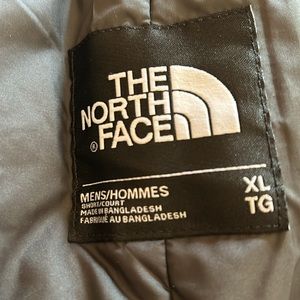 THE
NORTH
FACE
®
MENS/HOMMES
XL
SHORT/COURT
TG
MADE IN BANGLADESH
FABRIQUÉ AU BANGLADESH